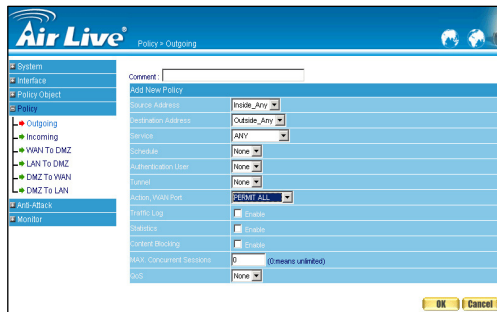 Air Live®
Policy > Outgoing
System
Interface
Policy Object
Policy
Outgoing
Incoming
WAN To DMZ
LAN To DMZ
DMZ To WAN
DMZ To LAN
Anti-Attack
Monitor
Comment :
Add New Policy
Source Address Inside_Any
Destination Address Outside_Any
Service ANY
Schedule None
Authentication User None
Tunnel None
Action, WAN Port PERMIT ALL
Traffic Log Enable
Statistics Enable
Content Blocking Enable
MAX. Concurrent Sessions 0 (0:means unlimited)
QoS None
OK Cancel